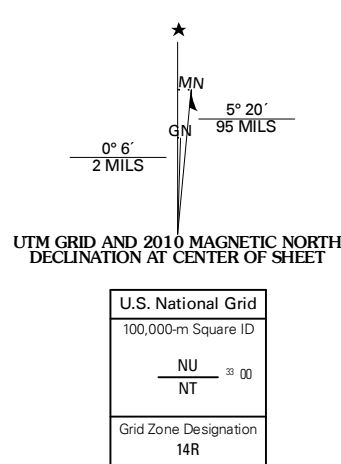 ★
MN
5° 20´
95 MILS
GN
0° 6´
2 MILS
UTM GRID AND 2010 MAGNETIC NORTH
DECLINATION AT CENTER OF SHEET
U.S. National Grid
100,000-m Square ID
NU
33 00
NT
Grid Zone Designation
14R